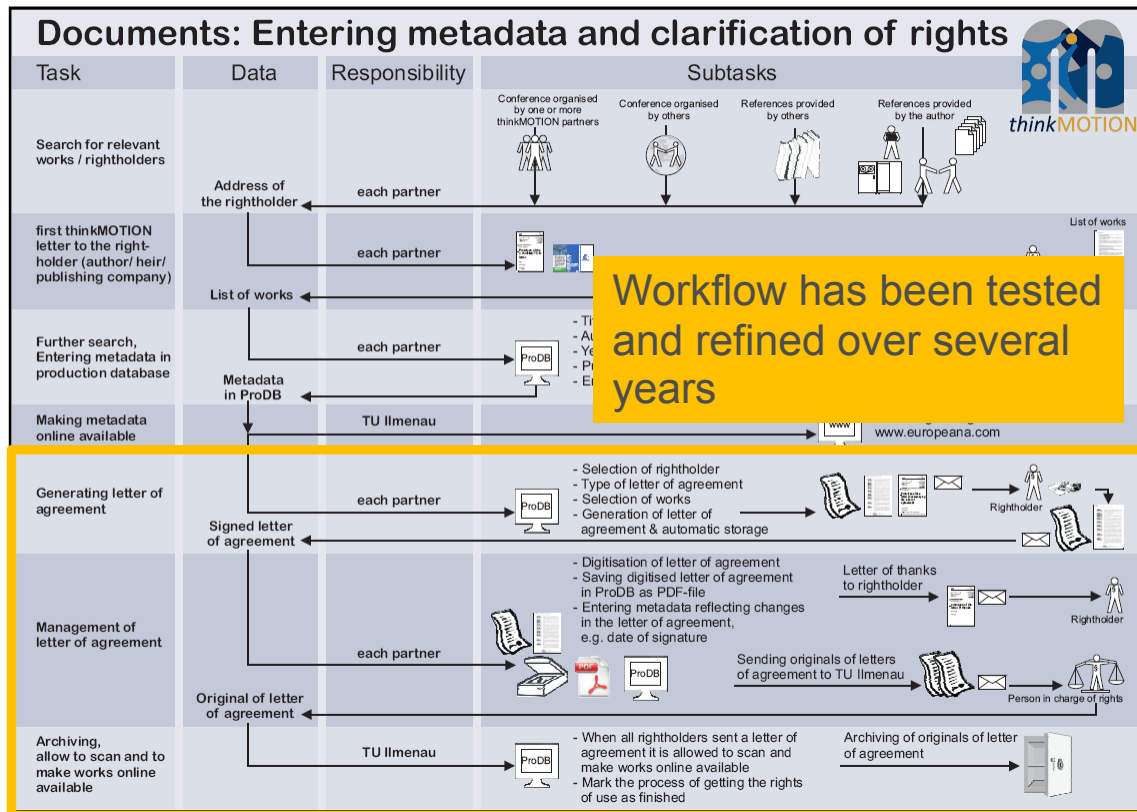 Documents: Entering metadata and clarification of rights
thinkMOTION
Task
Data
Responsibility
Subtasks
Search for relevant
works / rightholders
Conference organised
by one or more
thinkMOTION partners
Conference organised
by others
References provided
by others
References provided
by the author
Address of
the rightholder
each partner
first thinkMOTION
letter to the right-
holder (author/ heir/
publishing company)
each partner
List of works
List of works
Workflow has been tested
and refined over several
years
Further search,
Entering metadata in
production database
each partner
ProDB
Metadata
in ProDB
Making metadata
online available
TU Ilmenau
www
www.europeana.com
Generating letter of
agreement
each partner
ProDB
- Selection of rightholder
- Type of letter of agreement
- Selection of works
- Generation of letter of
agreement & automatic storage
Rightholder
Signed letter
of agreement
Management of
letter of agreement
each partner
- Digitisation of letter of agreement
- Saving digitised letter of agreement
in ProDB as PDF-file
- Entering metadata reflecting changes
in the letter of agreement,
e.g. date of signature
Letter of thanks
to rightholder
Rightholder
PDF
ProDB
Sending originals of letters
of agreement to TU Ilmenau
Person in charge of rights
Original of letter
of agreement
Archiving,
allow to scan and to
make works online
available
TU Ilmenau
ProDB
- When all rightholders sent a letter of
agreement it is allowed to scan and
make works online available
- Mark the process of getting the rights
of use as finished
Archiving of originals of letter
of agreement